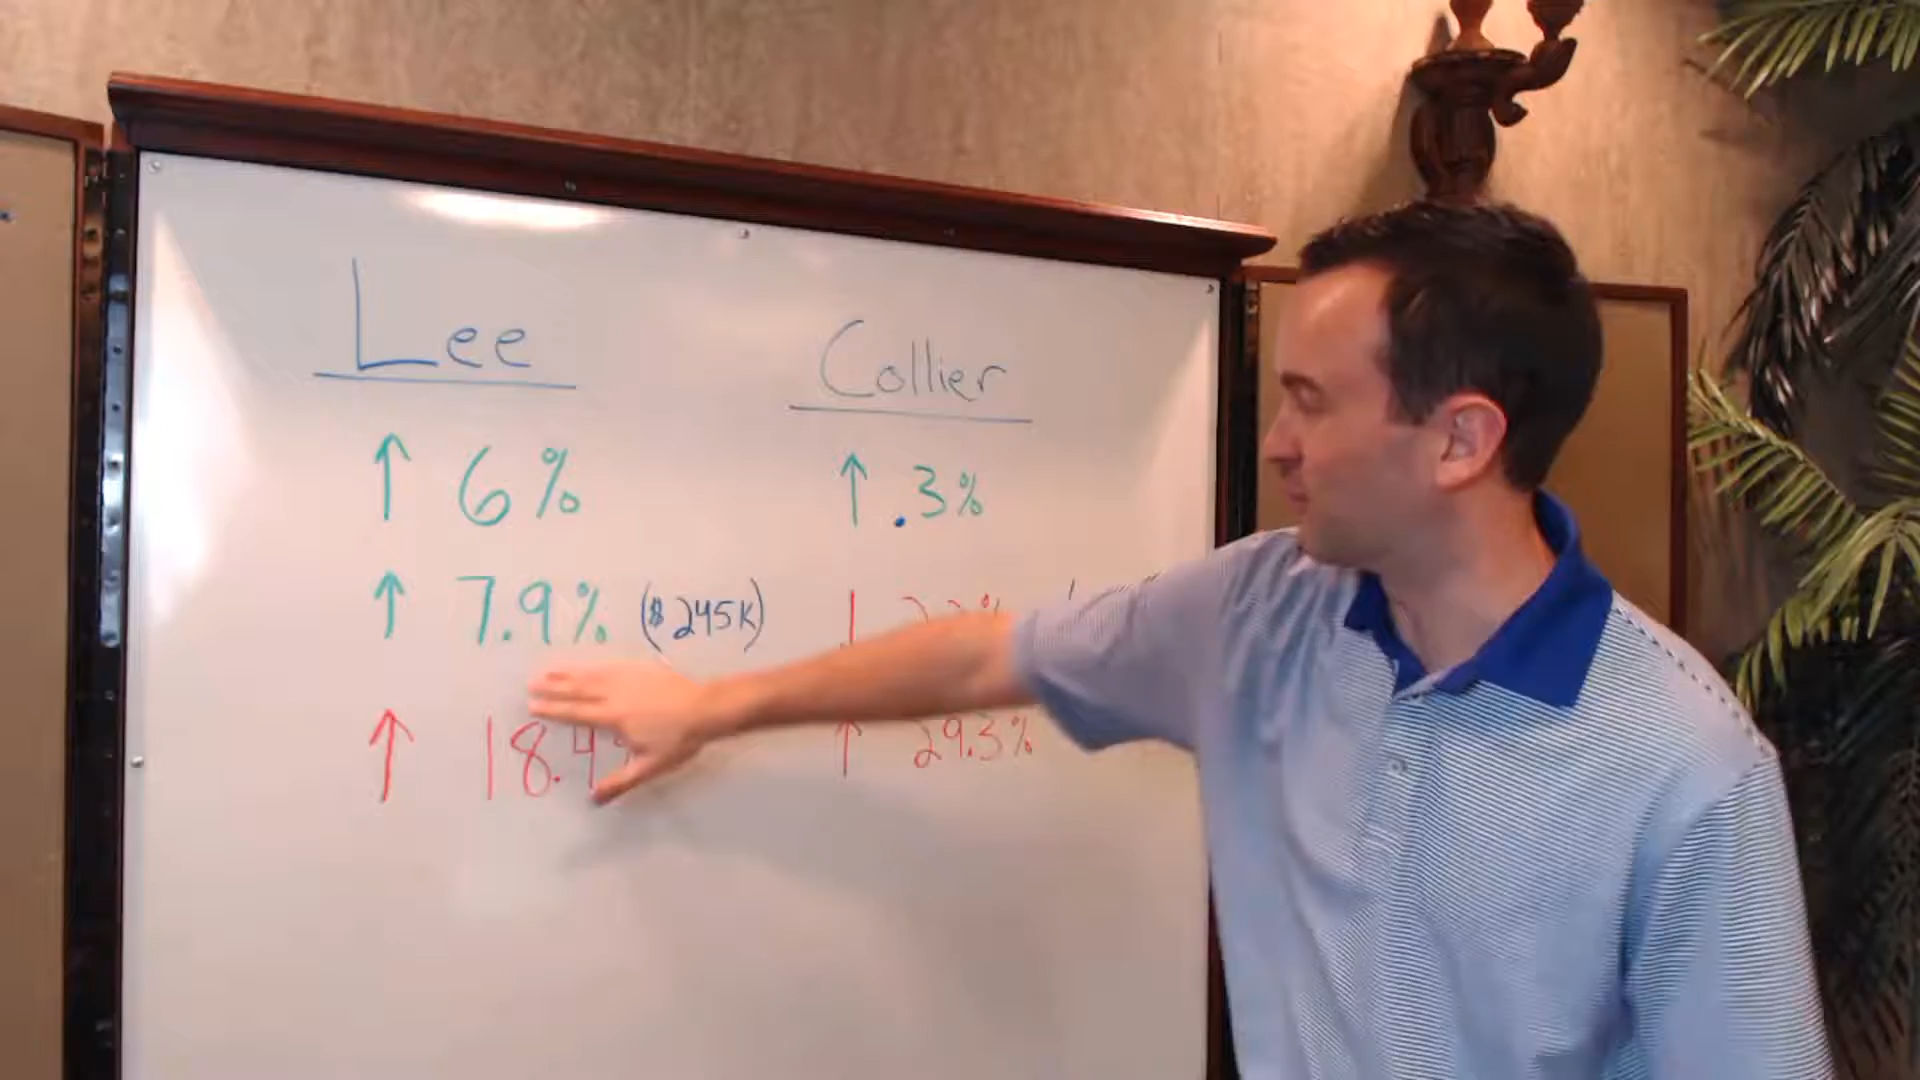 Lee
Collier
↑ 6%
↑ .3%
↑ 7.9% ($245K)
↑ 18.4%
↑ 29.3%